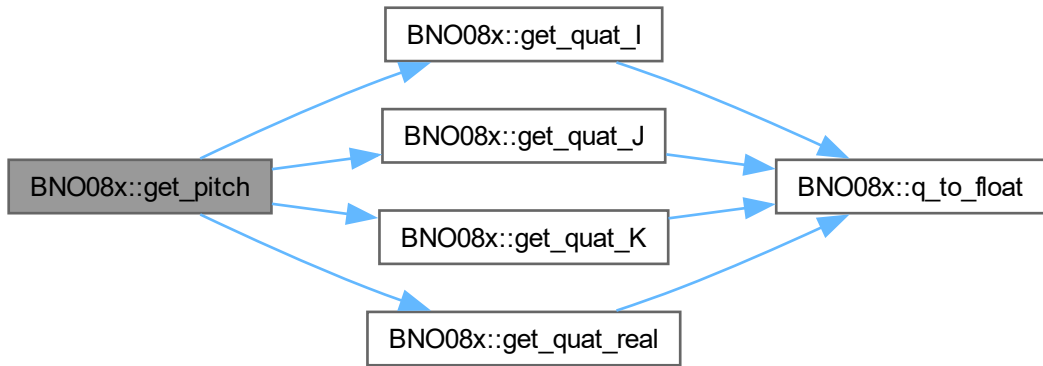 BNO08x::get_quat_I
BNO08x::get_quat_J
BNO08x::get_pitch
BNO08x::q_to_float
BNO08x::get_quat_K
BNO08x::get_quat_real